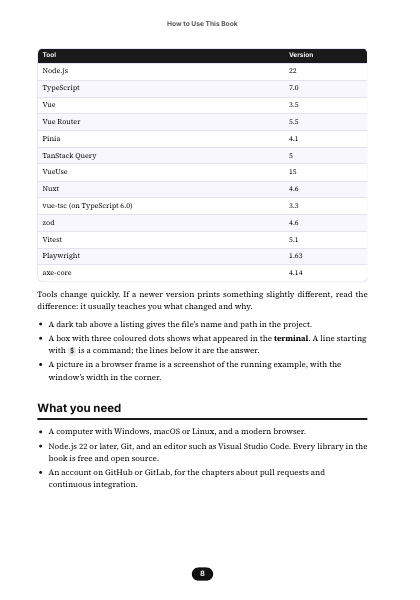 How to Use This Book
Tool Version
Node.js 22
TypeScript 7.0
Vue 3.5
Vue Router 5.5
Pinia 4.1
TanStack Query 5
VueUse 15
Nuxt 4.6
vue-tsc (on TypeScript 6.0) 3.3
zod 4.6
Vitest 5.1
Playwright 1.63
axe-core 4.14
Tools change quickly. If a newer version prints something slightly different, read the
difference: it usually teaches you what changed and why.
• A dark tab above a listing gives the file’s name and path in the project.
• A box with three coloured dots shows what appeared in the terminal. A line starting
with $ is a command; the lines below it are the answer.
• A picture in a browser frame is a screenshot of the running example, with the
window’s width in the corner.
What you need
• A computer with Windows, macOS or Linux, and a modern browser.
• Node.js 22 or later, Git, and an editor such as Visual Studio Code. Every library in the
book is free and open source.
• An account on GitHub or GitLab, for the chapters about pull requests and
continuous integration.
8